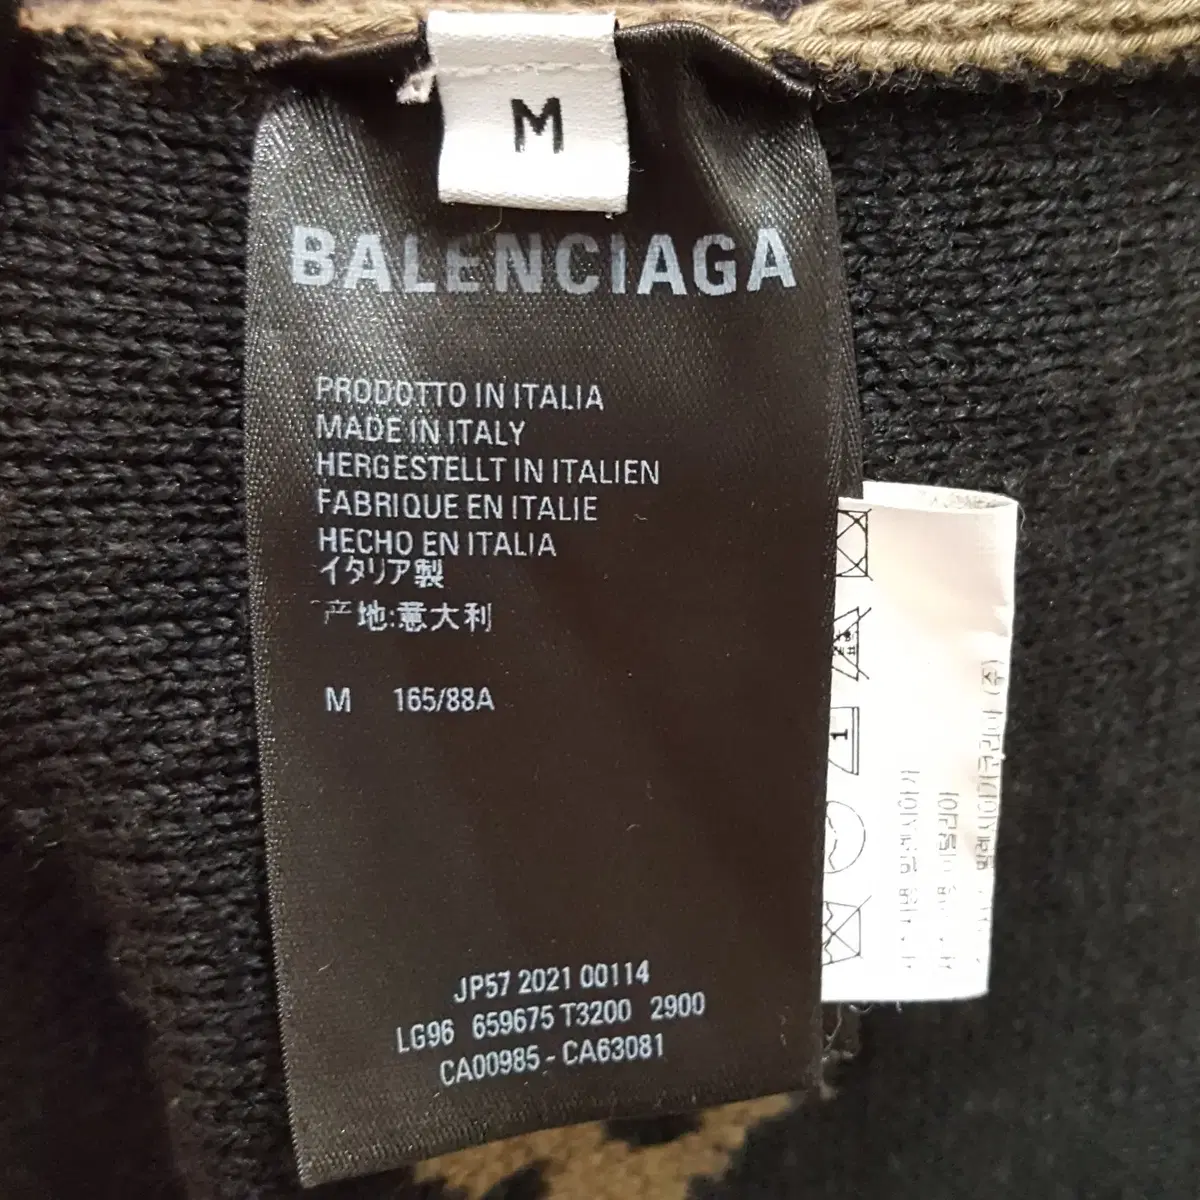 M
BALENCIAGA
PRODOTTO IN ITALIA
MADE IN ITALY
HERGESTELLT IN ITALIEN
FABRIQUE EN ITALIE
HECHO EN ITALIA
イタリア製
产地:意大利
M 165/88A
JP57 2021 00114
LG96 659675 T3200 2900
CA00985 - CA63081
1